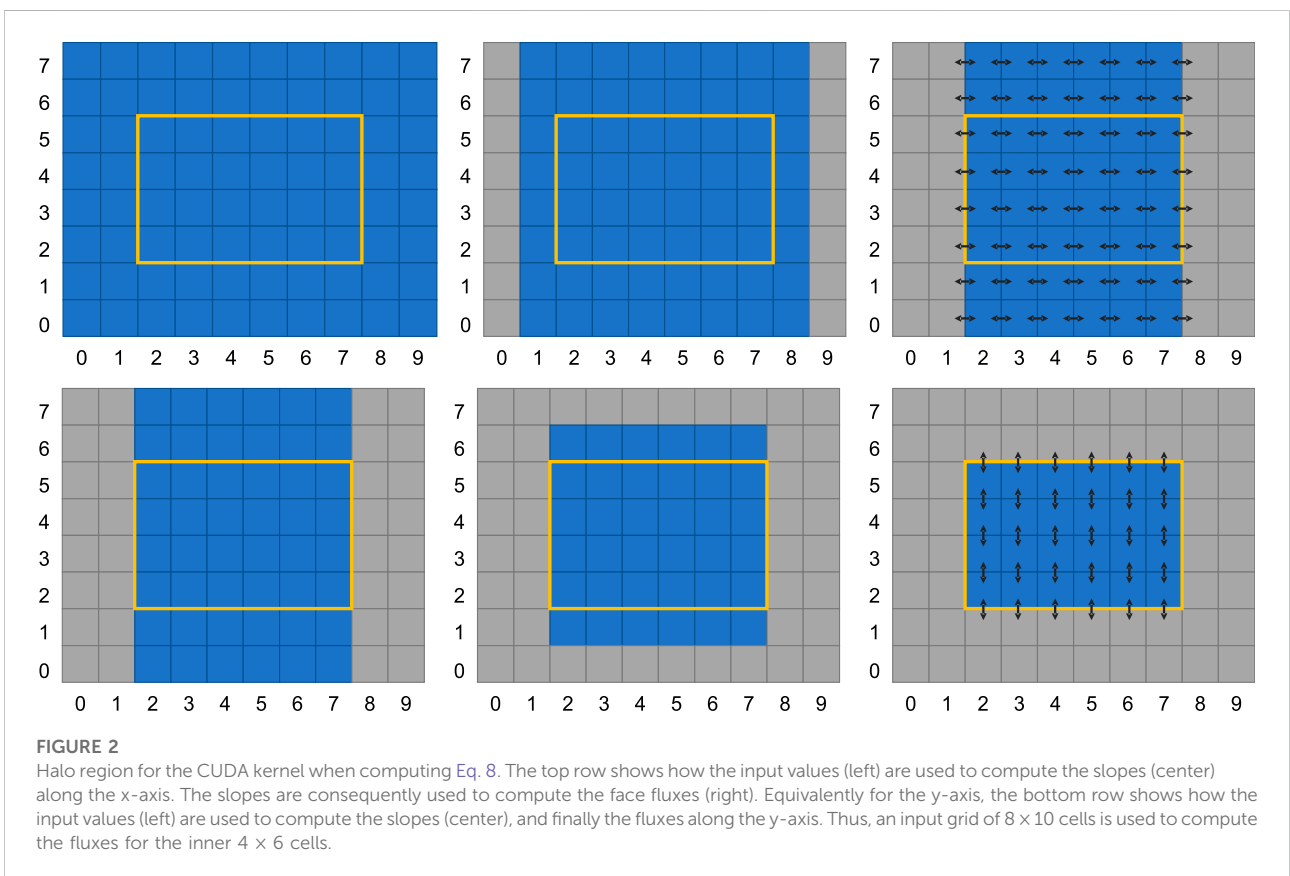 7 7 7
6 6 6
5 5 5
4 4 4
3 3 3
2 2 2
1 1 1
0 0 0
0 1 2 3 4 5 6 7 8 9 0 1 2 3 4 5 6 7 8 9 0 1 2 3 4 5 6 7 8 9
7 7 7
6 6 6
5 5 5
4 4 4
3 3 3
2 2 2
1 1 1
0 0 0
0 1 2 3 4 5 6 7 8 9 0 1 2 3 4 5 6 7 8 9 0 1 2 3 4 5 6 7 8 9
FIGURE 2
Halo region for the CUDA kernel when computing Eq. 8. The top row shows how the input values (left) are used to compute the slopes (center)
along the x-axis. The slopes are consequently used to compute the face fluxes (right). Equivalently for the y-axis, the bottom row shows how the
input values (left) are used to compute the slopes (center), and finally the fluxes along the y-axis. Thus, an input grid of 8 × 10 cells is used to compute
the fluxes for the inner 4 × 6 cells.